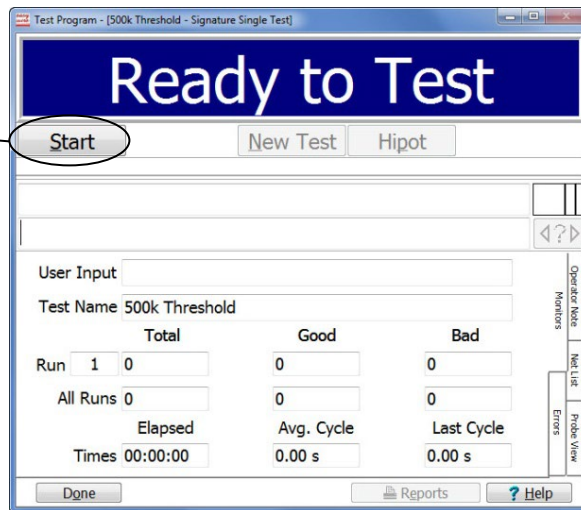 Test Program - [500k Threshold - Signature Single Test]
Ready to Test
Start New Test Hipot
?
User Input
Test Name 500k Threshold
Total Good Bad
Run 1 0 0 0
All Runs 0 0 0
Elapsed Avg. Cycle Last Cycle
Times 00:00:00 0.00 s 0.00 s
Operator Note
Monitors
Net List
Errors
Probe View
Done Reports ? Help